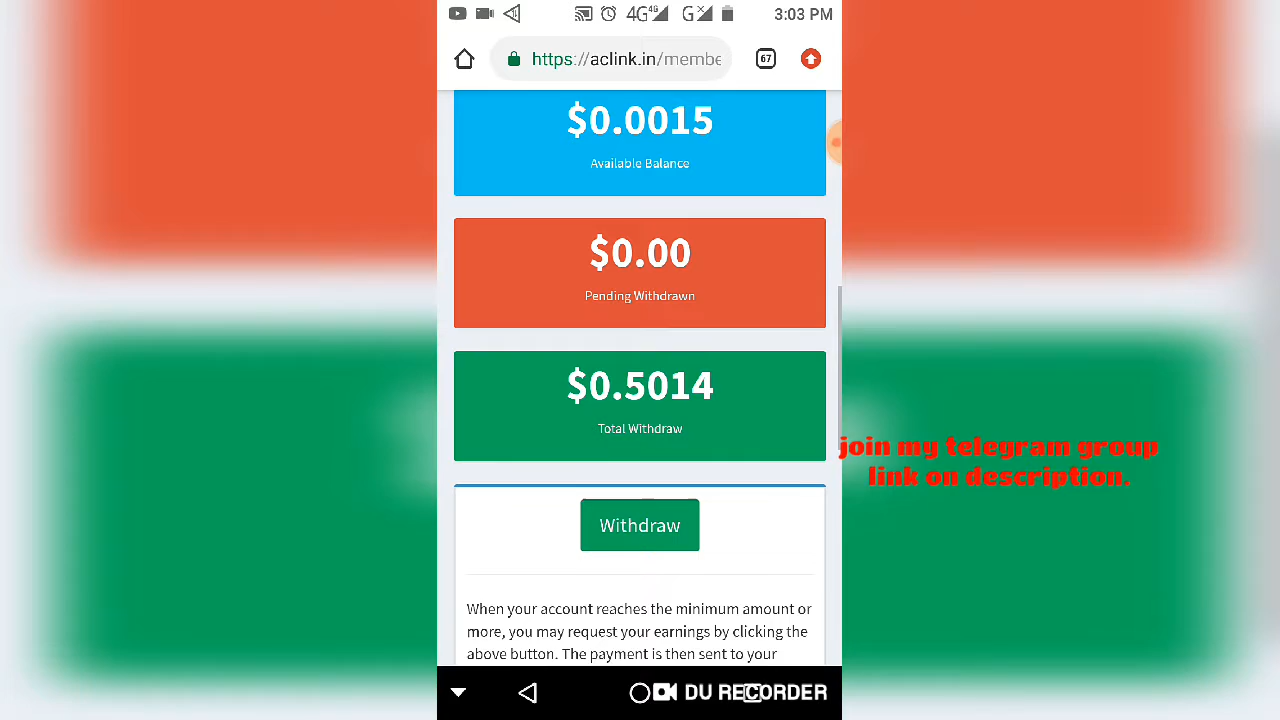 4G 4G G X 3:03 PM
https://aclink.in/membe 67
$0.0015
Available Balance
$0.00
Pending Withdrawn
$0.5014
Total Withdraw
join my telegram group
link on description.
Withdraw
When your account reaches the minimum amount or
more, you may request your earnings by clicking the
above button. The payment is then sent to your
DU RECORDER